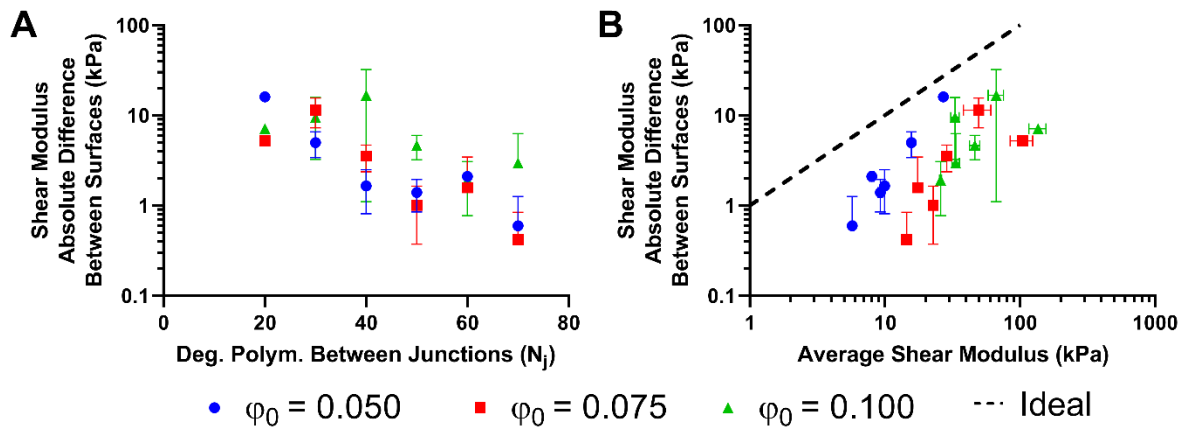 A
Shear Modulus
Absolute Difference
Between Surfaces (kPa)
100
10
1
0.1
0
20
40
60
80
Deg. Polym. Between Junctions (Nj)
B
Shear Modulus
Absolute Difference
Between Surfaces (kPa)
100
10
1
0.1
1
10
100
1000
Average Shear Modulus (kPa)
φ0 = 0.050
φ0 = 0.075
φ0 = 0.100
Ideal